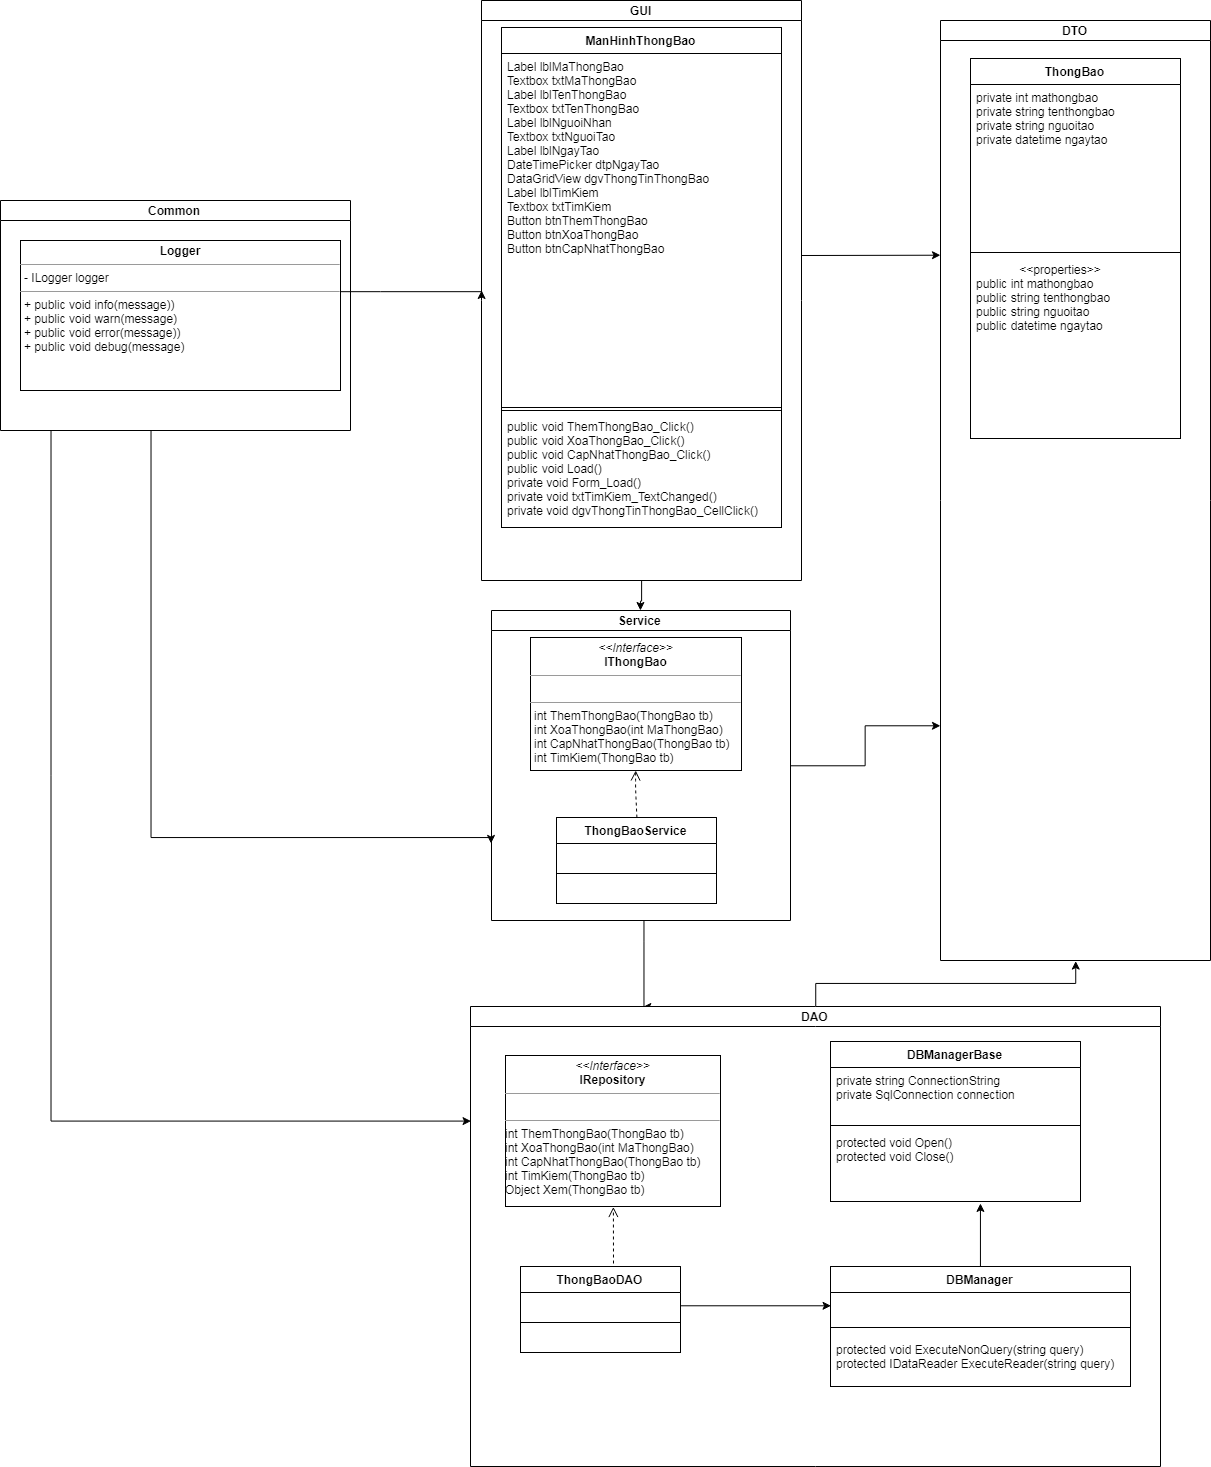 GUI
ManHinhThongBao
Label lblMaThongBao
Textbox txtMaThongBao
Label lblTenThongBao
Textbox txtTenThongBao
Label lblNguoiNhan
Textbox txtNguoiTao
Label lblNgayTao
DateTimePicker dtpNgayTao
DataGridView dgvThongTinThongBao
Label lblTimKiem
Textbox txtTimKiem
Button btnThemThongBao
Button btnXoaThongBao
Button btnCapNhatThongBao
public void ThemThongBao_Click()
public void XoaThongBao_Click()
public void CapNhatThongBao_Click()
public void Load()
private void Form_Load()
private void txtTimKiem_TextChanged()
private void dgvThongTinThongBao_CellClick()
DTO
ThongBao
private int mathongbao
private string tenthongbao
private string nguoitao
private datetime ngaytao
<<properties>>
public int mathongbao
public string tenthongbao
public string nguoitao
public datetime ngaytao
Common
Logger
- ILogger logger
+ public void info(message))
+ public void warn(message)
+ public void error(message))
+ public void debug(message)
Service
<<Interface>>
IThongBao
int ThemThongBao(ThongBao tb)
int XoaThongBao(int MaThongBao)
int CapNhatThongBao(ThongBao tb)
int TimKiem(ThongBao tb)
ThongBaoService
DAO
<<Interface>>
IRepository
int ThemThongBao(ThongBao tb)
int XoaThongBao(int MaThongBao)
int CapNhatThongBao(ThongBao tb)
int TimKiem(ThongBao tb)
Object Xem(ThongBao tb)
DBManagerBase
private string ConnectionString
private SqlConnection connection
protected void Open()
protected void Close()
ThongBaoDAO
DBManager
protected void ExecuteNonQuery(string query)
protected IDataReader ExecuteReader(string query)